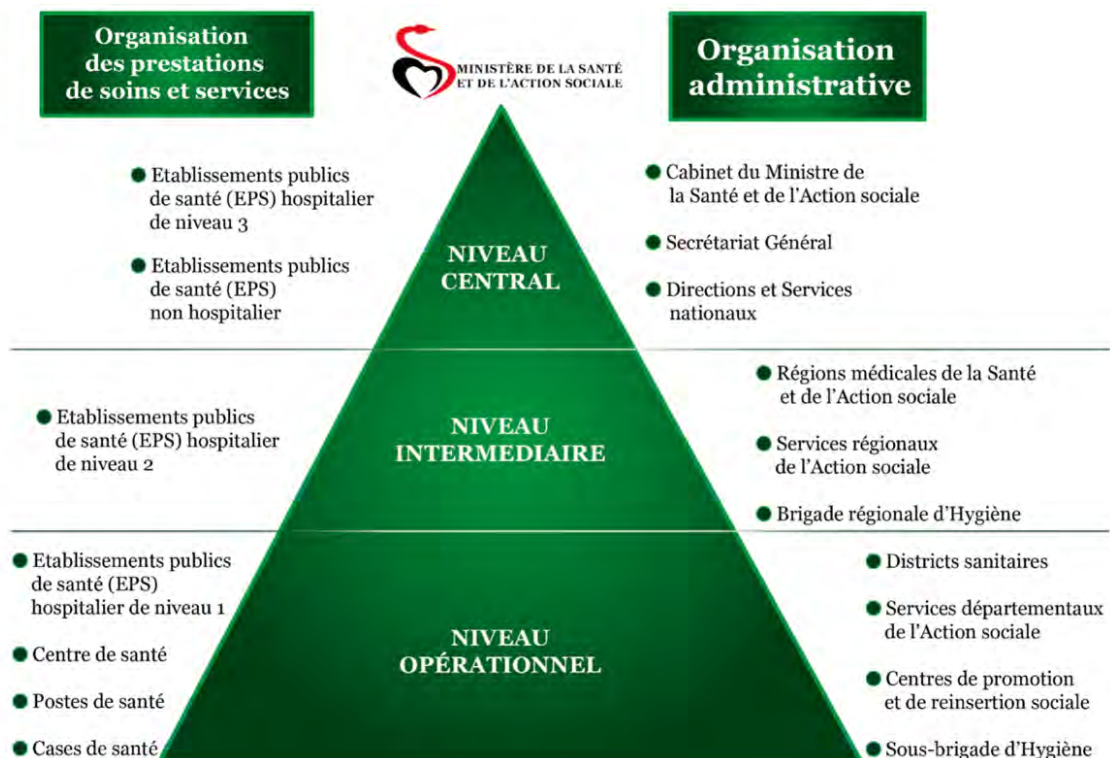 Organisation
des prestations
de soins et services
MINISTÈRE DE LA SANTÉ
ET DE L'ACTION SOCIALE
Organisation
administrative
● Etablissements publics
de santé (EPS) hospitalier
de niveau 3
● Etablissements publics
de santé (EPS)
non hospitalier
NIVEAU
CENTRAL
● Cabinet du Ministre de
la Santé et de l'Action sociale
● Secrétariat Général
● Directions et Services
nationaux
● Etablissements publics
de santé (EPS) hospitalier
de niveau 2
NIVEAU
INTERMEDIAIRE
● Régions médicales de la Santé
et de l'Action sociale
● Services régionaux
de l'Action sociale
● Brigade régionale d'Hygiène
● Etablissements publics
de santé (EPS)
hospitalier de niveau 1
● Centre de santé
● Postes de santé
● Cases de santé
NIVEAU
OPÉRATIONNEL
● Districts sanitaires
● Services départementaux
de l'Action sociale
● Centres de promotion
et de reinsertion sociale
● Sous-brigade d'Hygiène